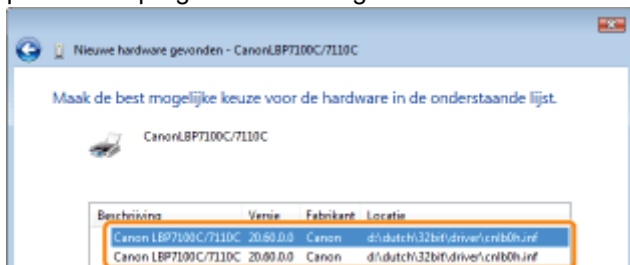 Nieuwe hardware gevonden - CanonLBP7100C/7110C
Maak de best mogelijke keuze voor de hardware in de onderstaande lijst.
CanonLBP7100C/7110C
Beschrijving Versie Fabrikant Locatie
Canon LBP7100C/7110C 20.60.0.0 Canon d:\dutch\32bit\driver\cnlb0h.inf
Canon LBP7100C/7110C 20.60.0.0 Canon d:\dutch\32bit\driver\cnlb0h.inf